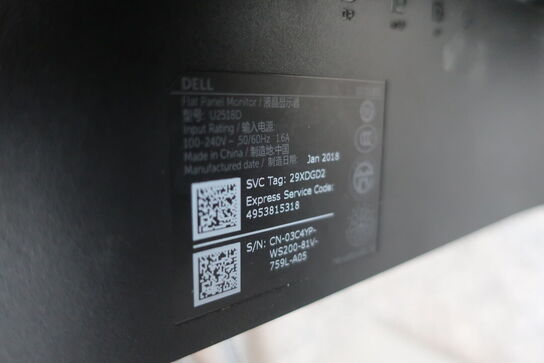 DELL
Flat Panel Monitor / 液晶显示器
型号: U2518D
Input Rating / 输入电源:
100-240V~ ,50/60Hz 1.6A
Made in China / 制造地:中国
Manufactured date / 制造日期: Jan 2018
SVC Tag: 29XDGD2
Express Service Code:
4953815318
S/N: CN-03C4YP-
WS200-81V-
759L-A05